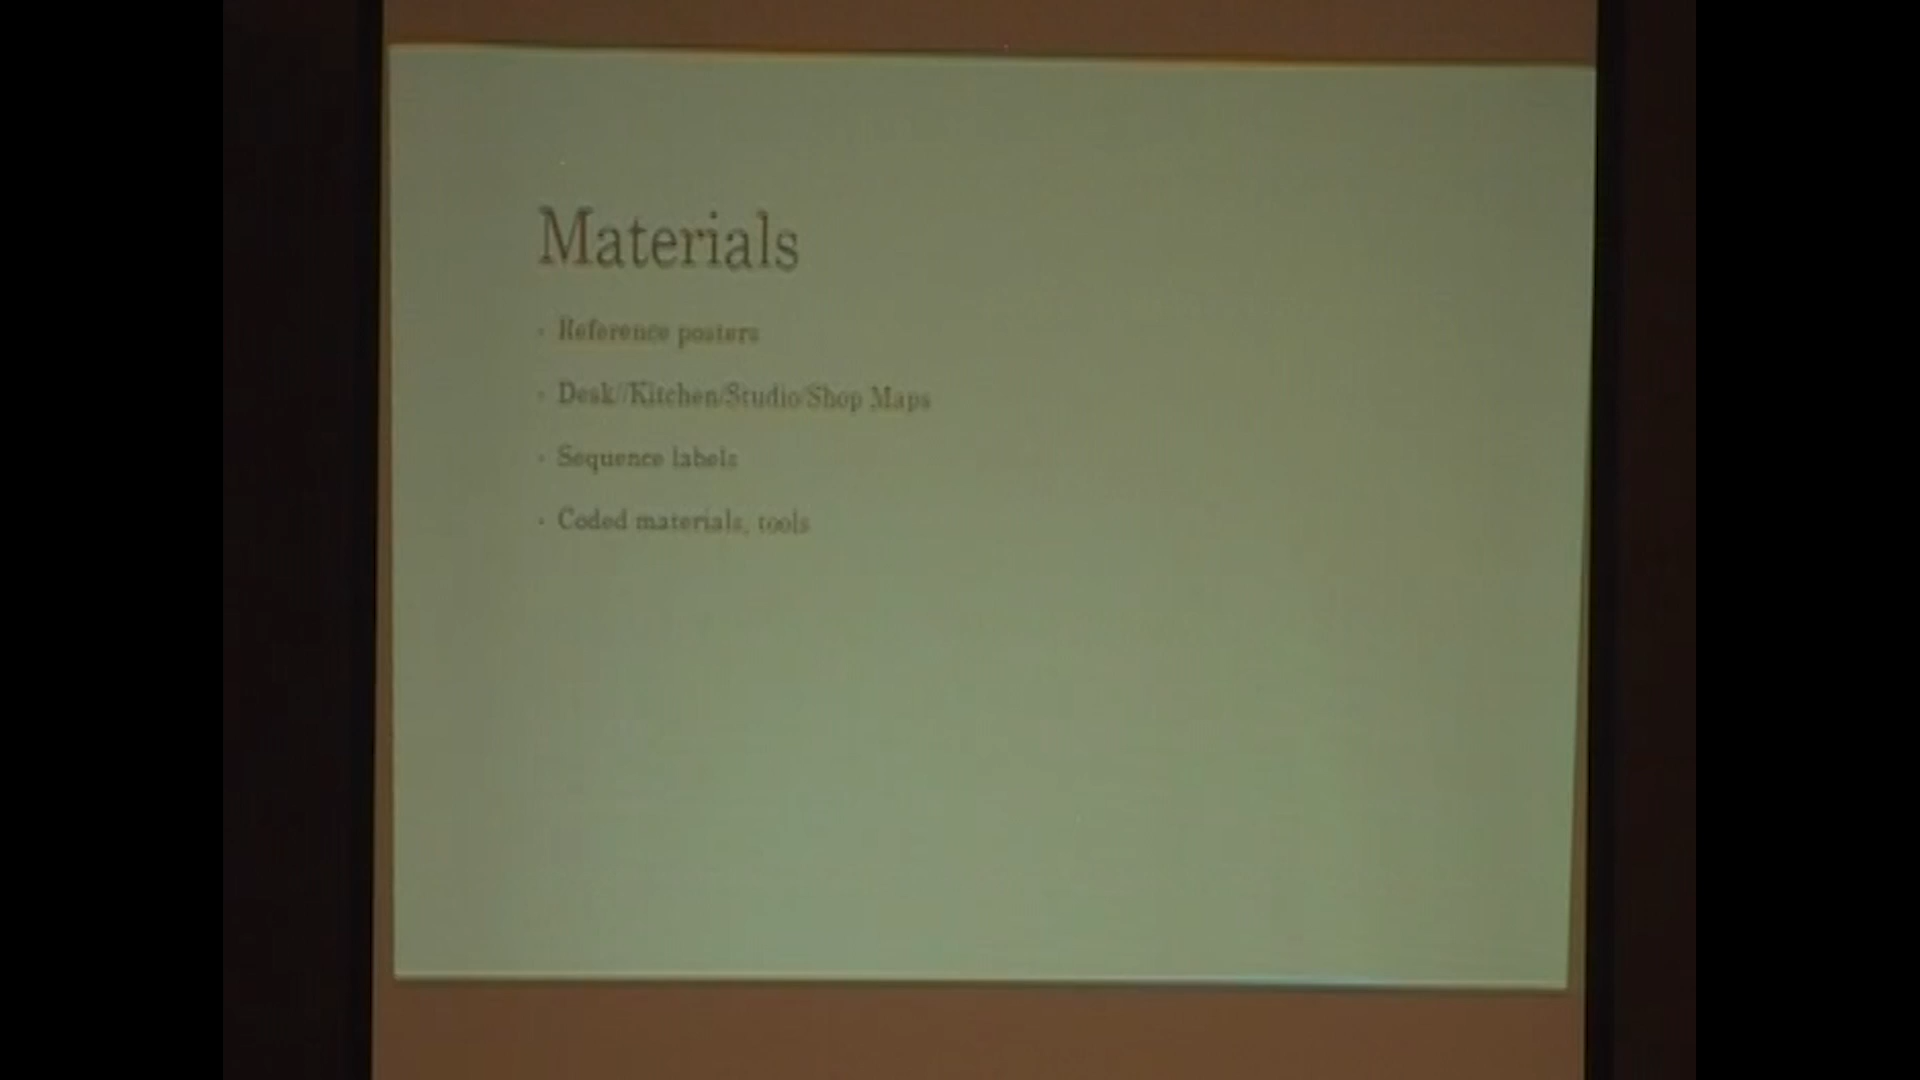 Materials
• Reference posters
• Desk//Kitchen/Studio/Shop Maps
• Sequence labels
• Coded materials, tools